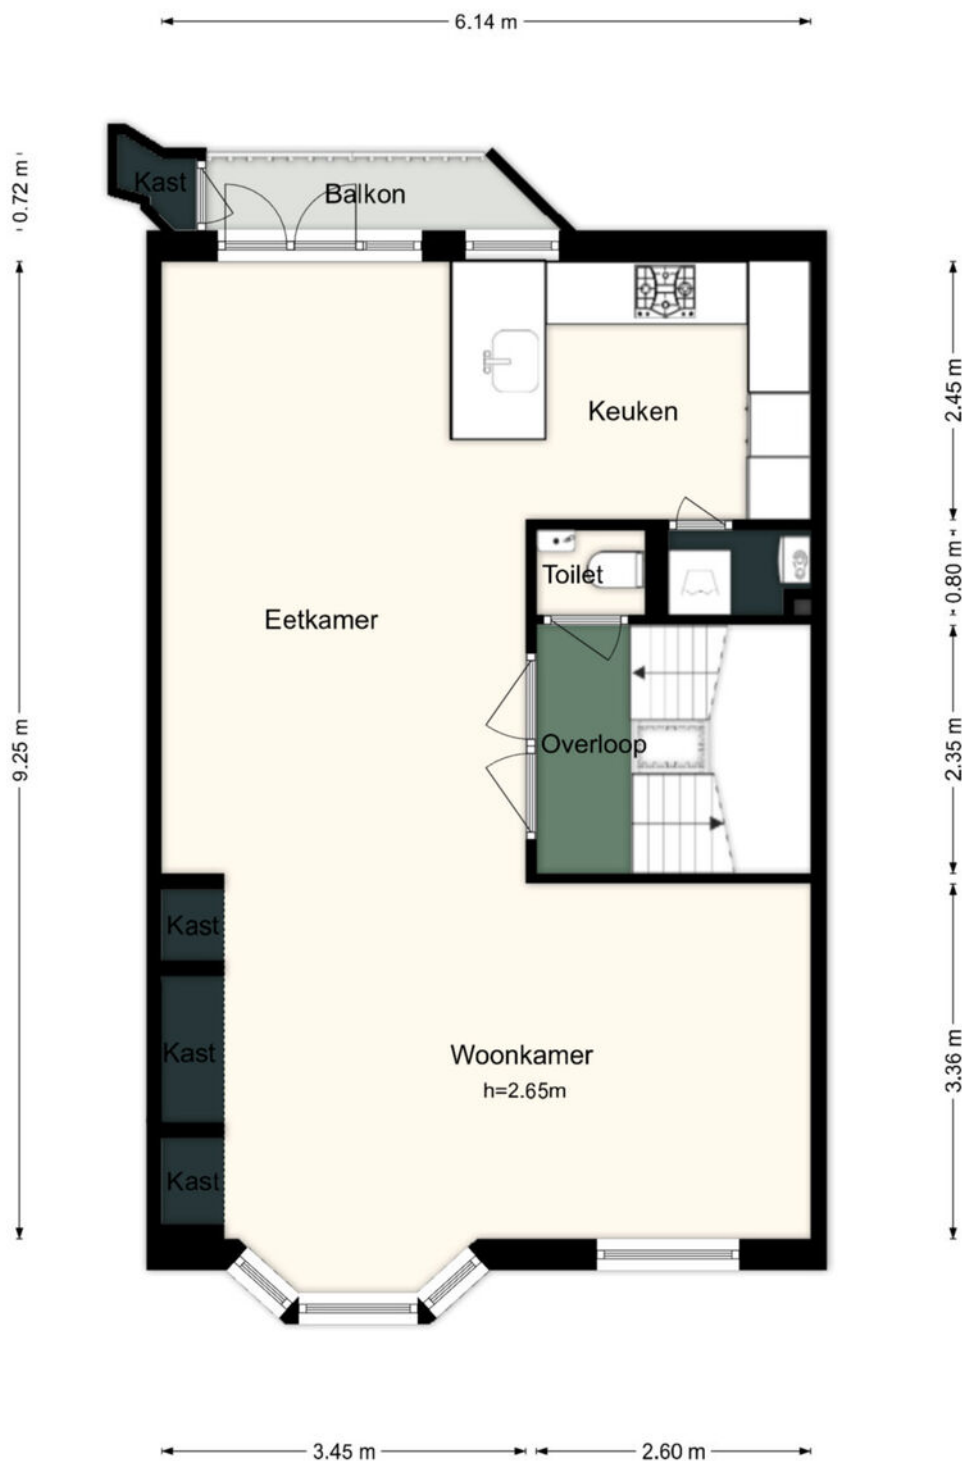 6.14 m
0.72 m
Kast
Balkon
2.45 m
Keuken
Toilet
0.80 m
Eetkamer
9.25 m
Overloop
2.35 m
Kast
Kast
Woonkamer
h=2.65m
3.36 m
Kast
3.45 m
2.60 m